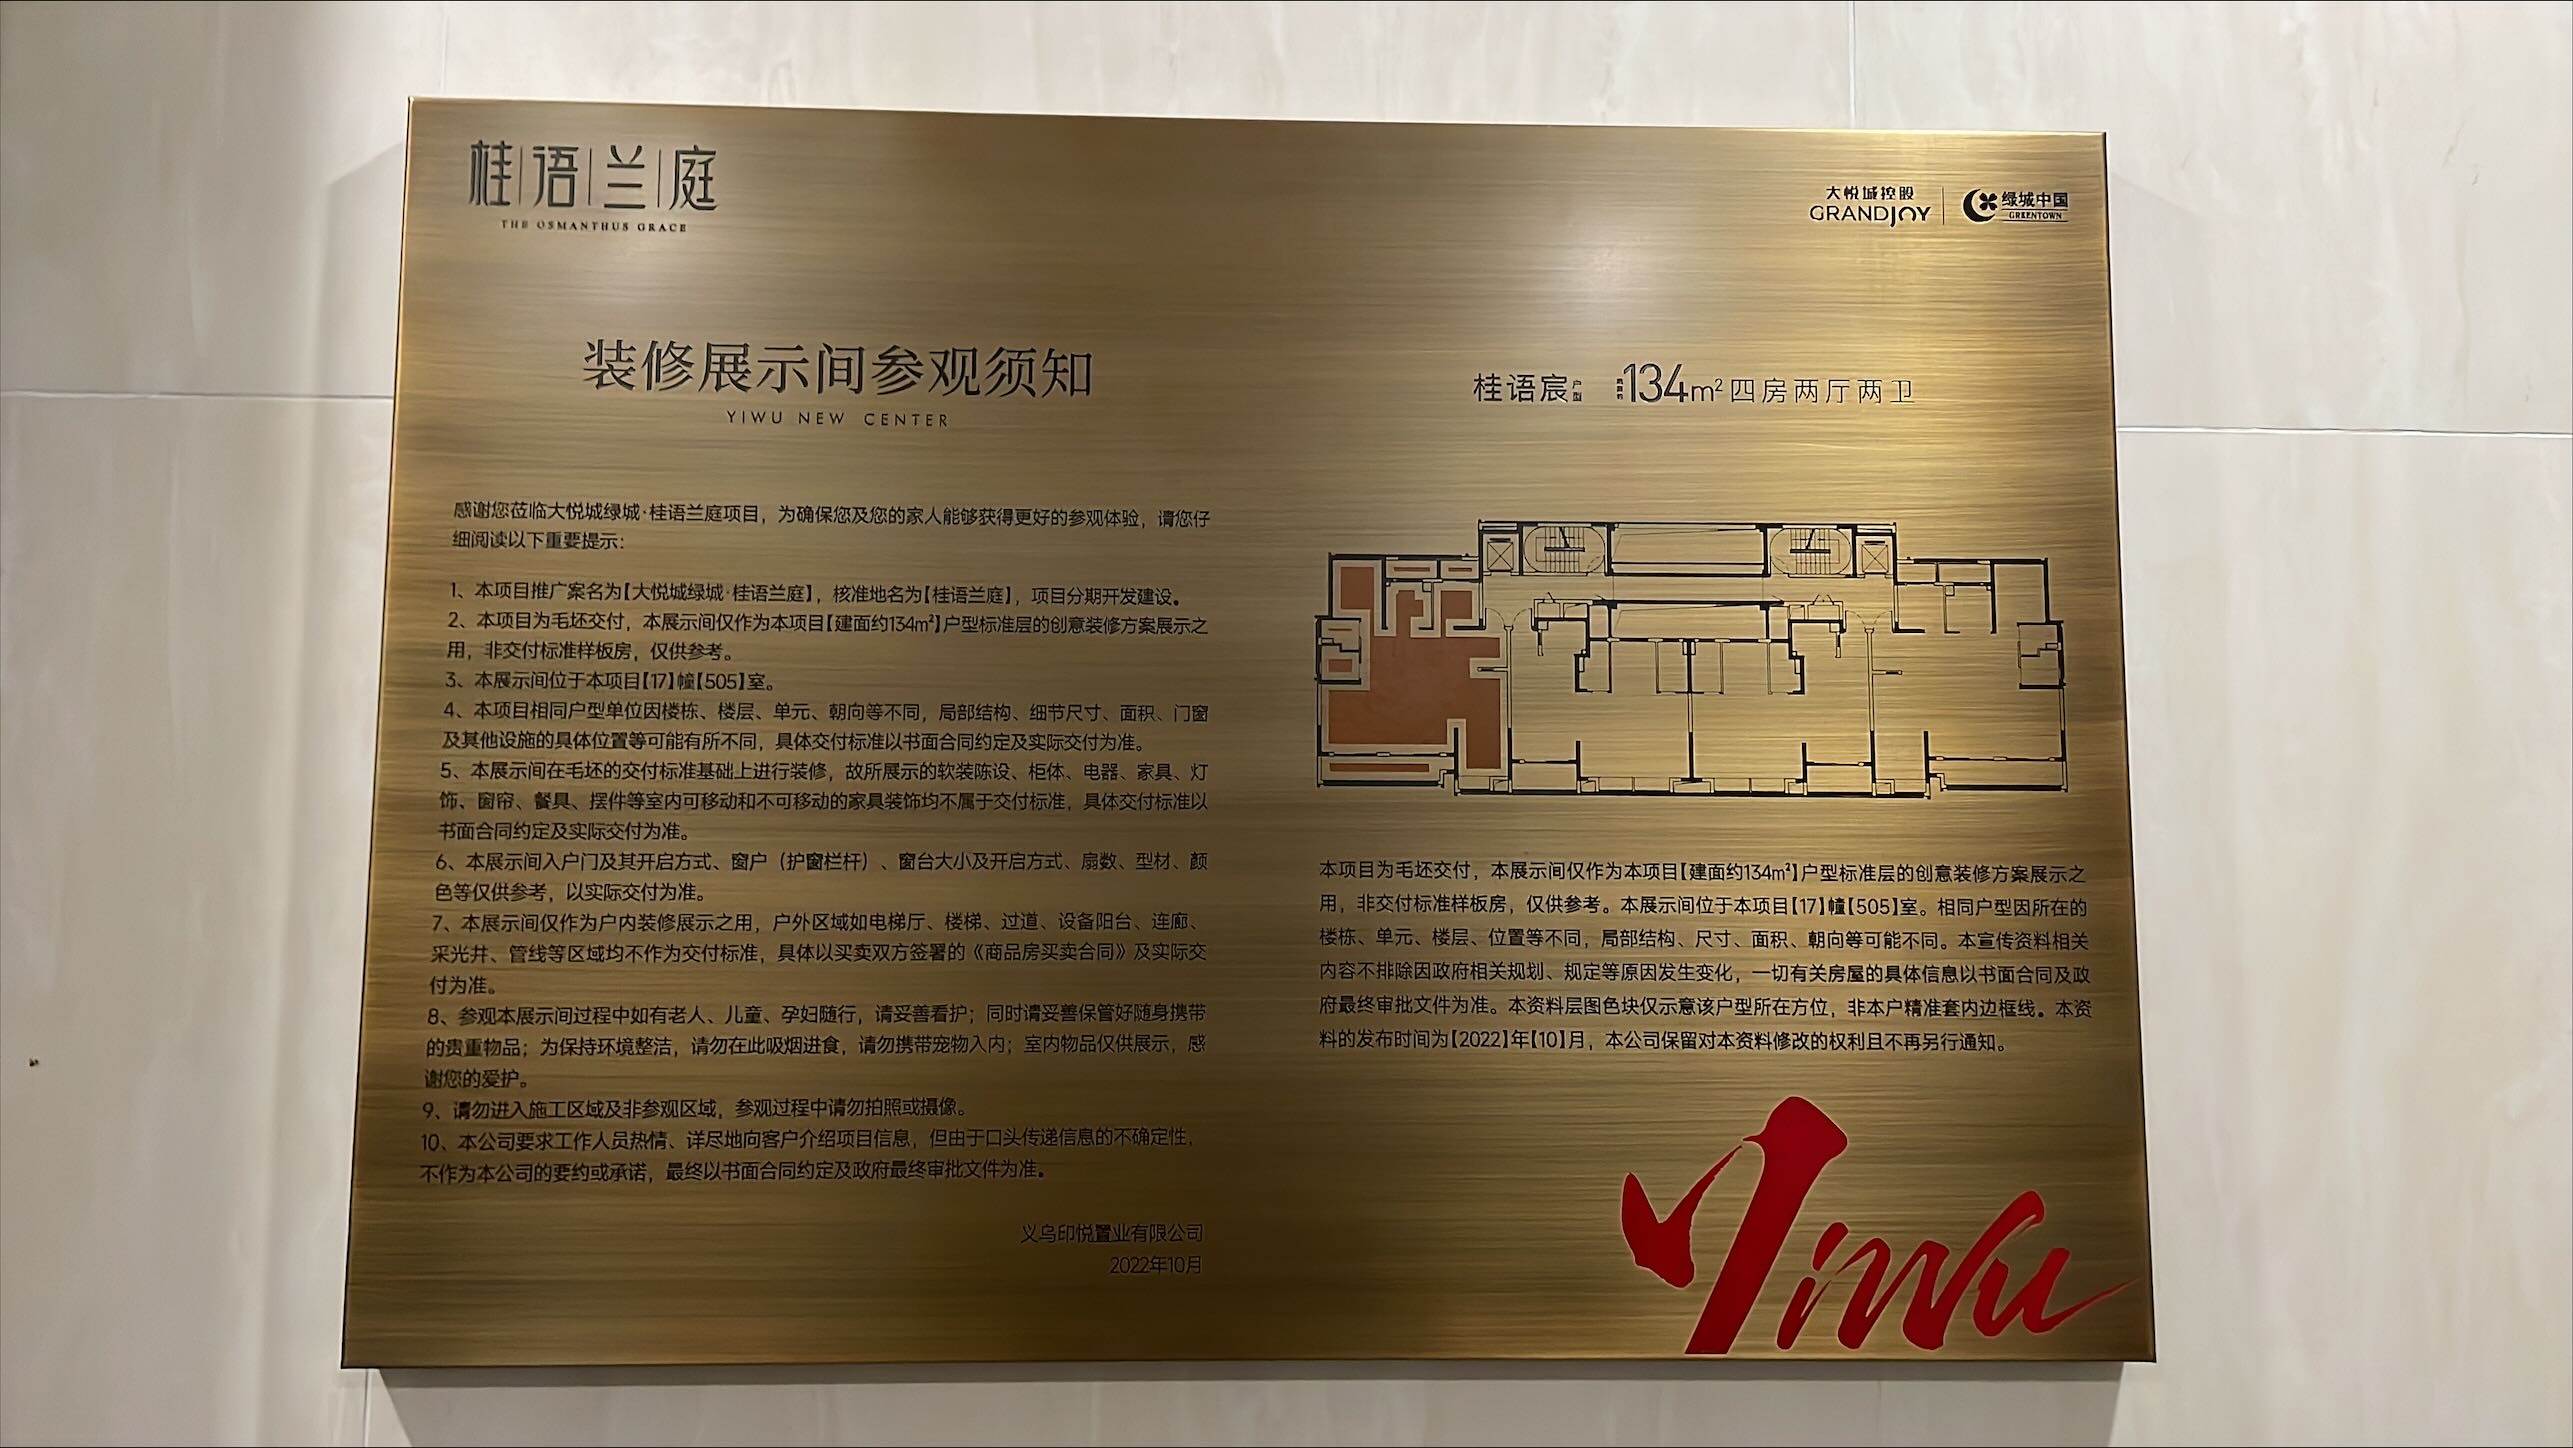 桂语兰庭
THE OSMANTHUS GRACE
大悦城控股
GRANDJOY
绿城中国
GREENTOWN
装修展示间参观须知
YIWU NEW CENTER
感谢您莅临大悦城绿城·桂语兰庭项目，为确保您及您的家人能够获得更好的参观体验，请您仔
细阅读以下重要提示：
1、本项目推广案名为【大悦城绿城·桂语兰庭】，核准地名为【桂语兰庭】，项目分期开发建设。
2、本项目为毛坯交付，本展示间仅作为本项目【建面约134m²】户型标准层的创意装修方案展示之
用，非交付标准样板房，仅供参考。
3、本展示间位于本项目【17】幢【505】室。
4、本项目相同户型单位因楼栋、楼层、单元、朝向等不同，局部结构、细节尺寸、面积、门窗
及其他设施的具体位置等可能有所不同，具体交付标准以书面合同约定及实际交付为准。
5、本展示间在毛坯的交付标准基础上进行装修，故所展示的软装陈设、柜体、电器、家具、灯
饰、窗帘、餐具、摆件等室内可移动和不可移动的家具装饰均不属于交付标准，具体交付标准以
书面合同约定及实际交付为准。
6、本展示间入户门及其开启方式、窗户（护窗栏杆）、窗台大小及开启方式、扇数、型材、颜
色等仅供参考，以实际交付为准。
7、本展示间仅作为户内装修展示之用，户外区域如电梯厅、楼梯、过道、设备阳台、连廊、
采光井、管线等区域均不作为交付标准，具体以买卖双方签署的《商品房买卖合同》及实际交
付为准。
8、参观本展示间过程中如有老人、儿童、孕妇随行，请妥善看护；同时请妥善保管好随身携带
的贵重物品；为保持环境整洁，请勿在此吸烟进食，请勿携带宠物入内；室内物品仅供展示，感
谢您的爱护。
9、请勿进入施工区域及非参观区域，参观过程中请勿拍照或摄像。
10、本公司要求工作人员热情、详尽地向客户介绍项目信息，但由于口头传递信息的不确定性，
不作为本公司的要约或承诺，最终以书面合同约定及政府最终审批文件为准。
义乌印悦置业有限公司
2022年10月
桂语宸户型 134m²四房两厅两卫
本项目为毛坯交付，本展示间仅作为本项目【建面约134m²】户型标准层的创意装修方案展示之
用，非交付标准样板房，仅供参考。本展示间位于本项目【17】幢【505】室。相同户型因所在的
楼栋、单元、楼层、位置等不同，局部结构、尺寸、面积、朝向等可能不同。本宣传资料相关
内容不排除因政府相关规划、规定等原因发生变化，一切有关房屋的具体信息以书面合同及政
府最终审批文件为准。本资料层图色块仅示意该户型所在方位，非本户精准套内边框线。本资
料的发布时间为【2022】年【10】月，本公司保留对本资料修改的权利且不再另行通知。
Yiwu